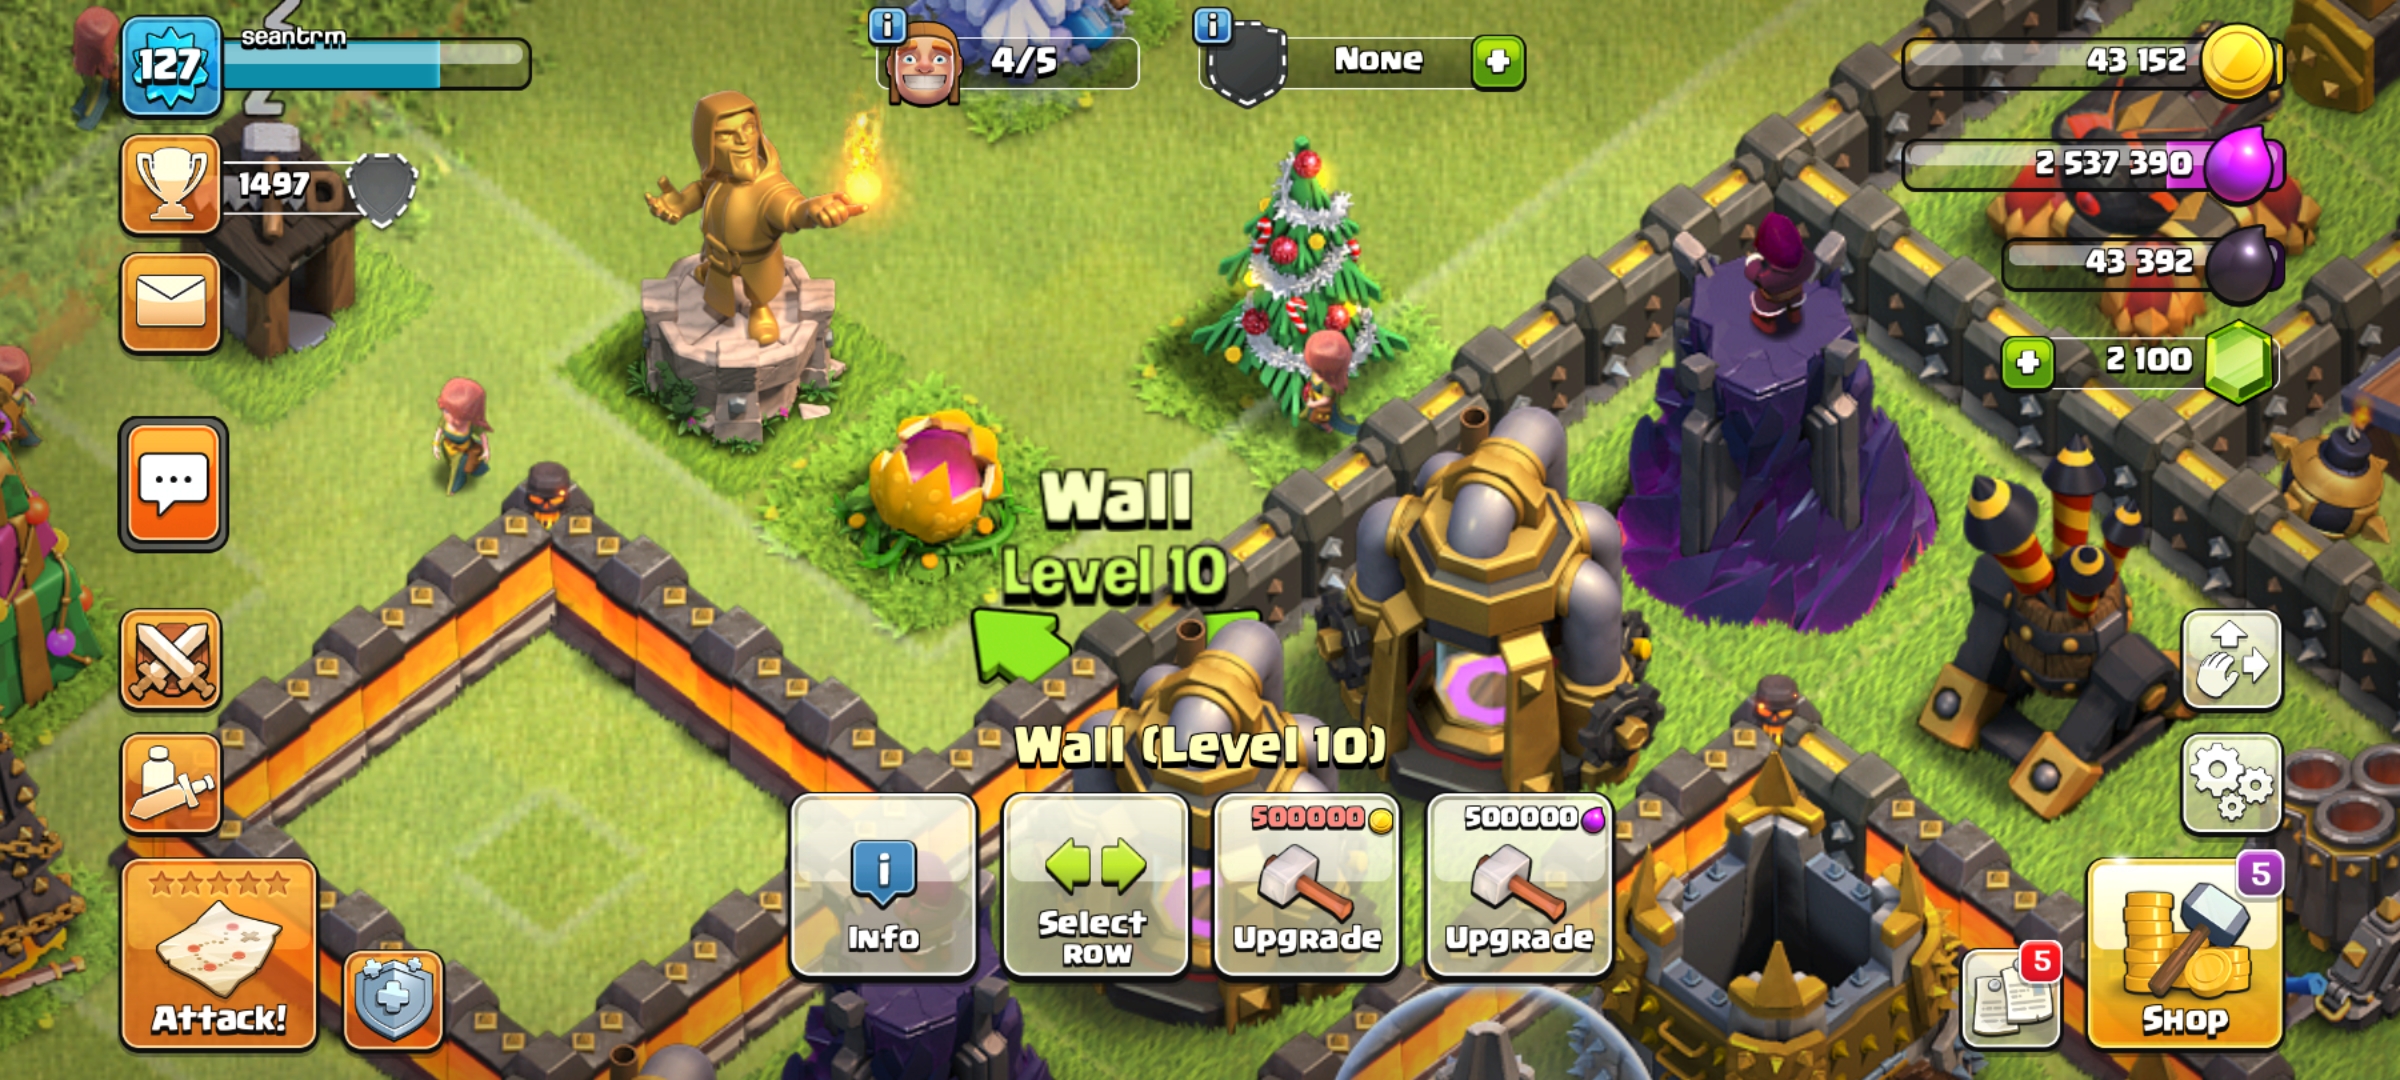 127
seantrm
4/5
None
43 152
1497
2 537 390
43 392
2 100
Wall
Level 10
Wall (Level 10)
500000
500000
Info
Select
Row
Upgrade
Upgrade
5
5
Attack!
Shop